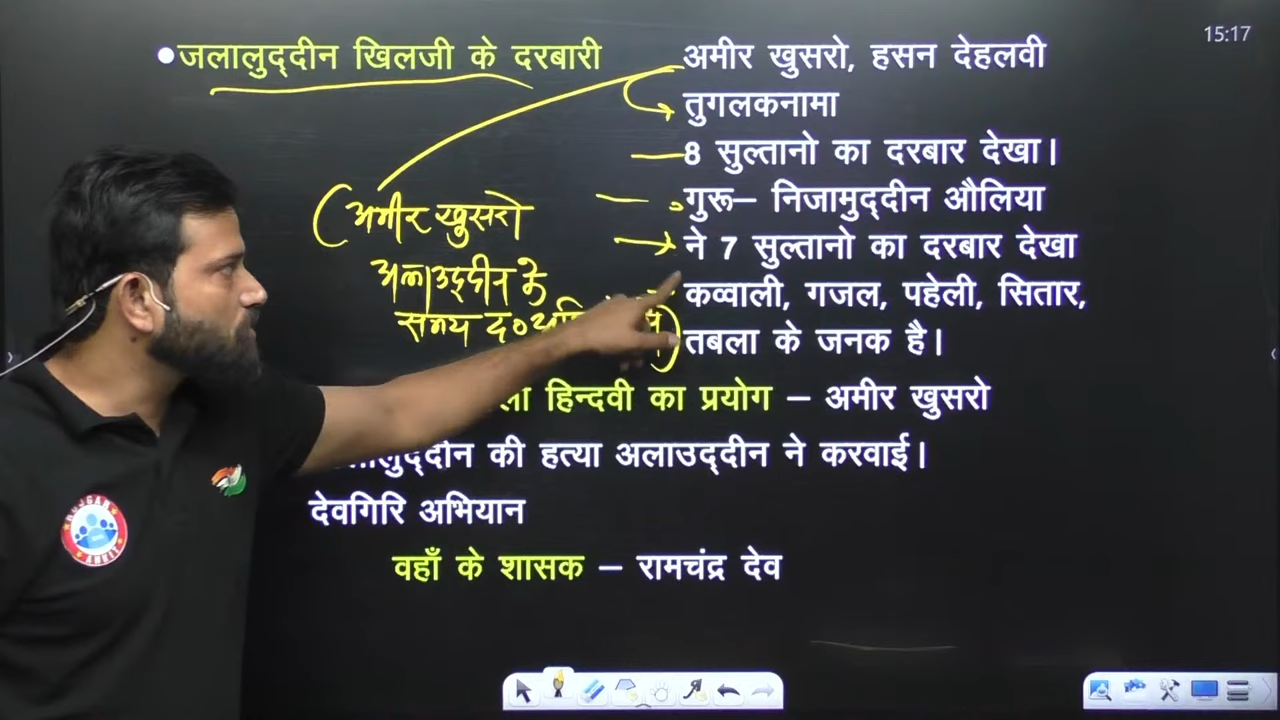 15:17
•जलालुद्दीन खिलजी के दरबारी अमीर खुसरो, हसन देहलवी
तुगलकनामा
8 सुल्तानो का दरबार देखा।
गुरू– निजामुद्दीन औलिया
ने 7 सुल्तानो का दरबार देखा
कव्वाली, गजल, पहेली, सितार,
तबला के जनक है।
(अमीर खुसरो
अलाउद्दीन के
समय द०
हिन्दवी का प्रयोग – अमीर खुसरो
की हत्या अलाउद्दीन ने करवाई।
देवगिरि अभियान
वहाँ के शासक – रामचंद्र देव